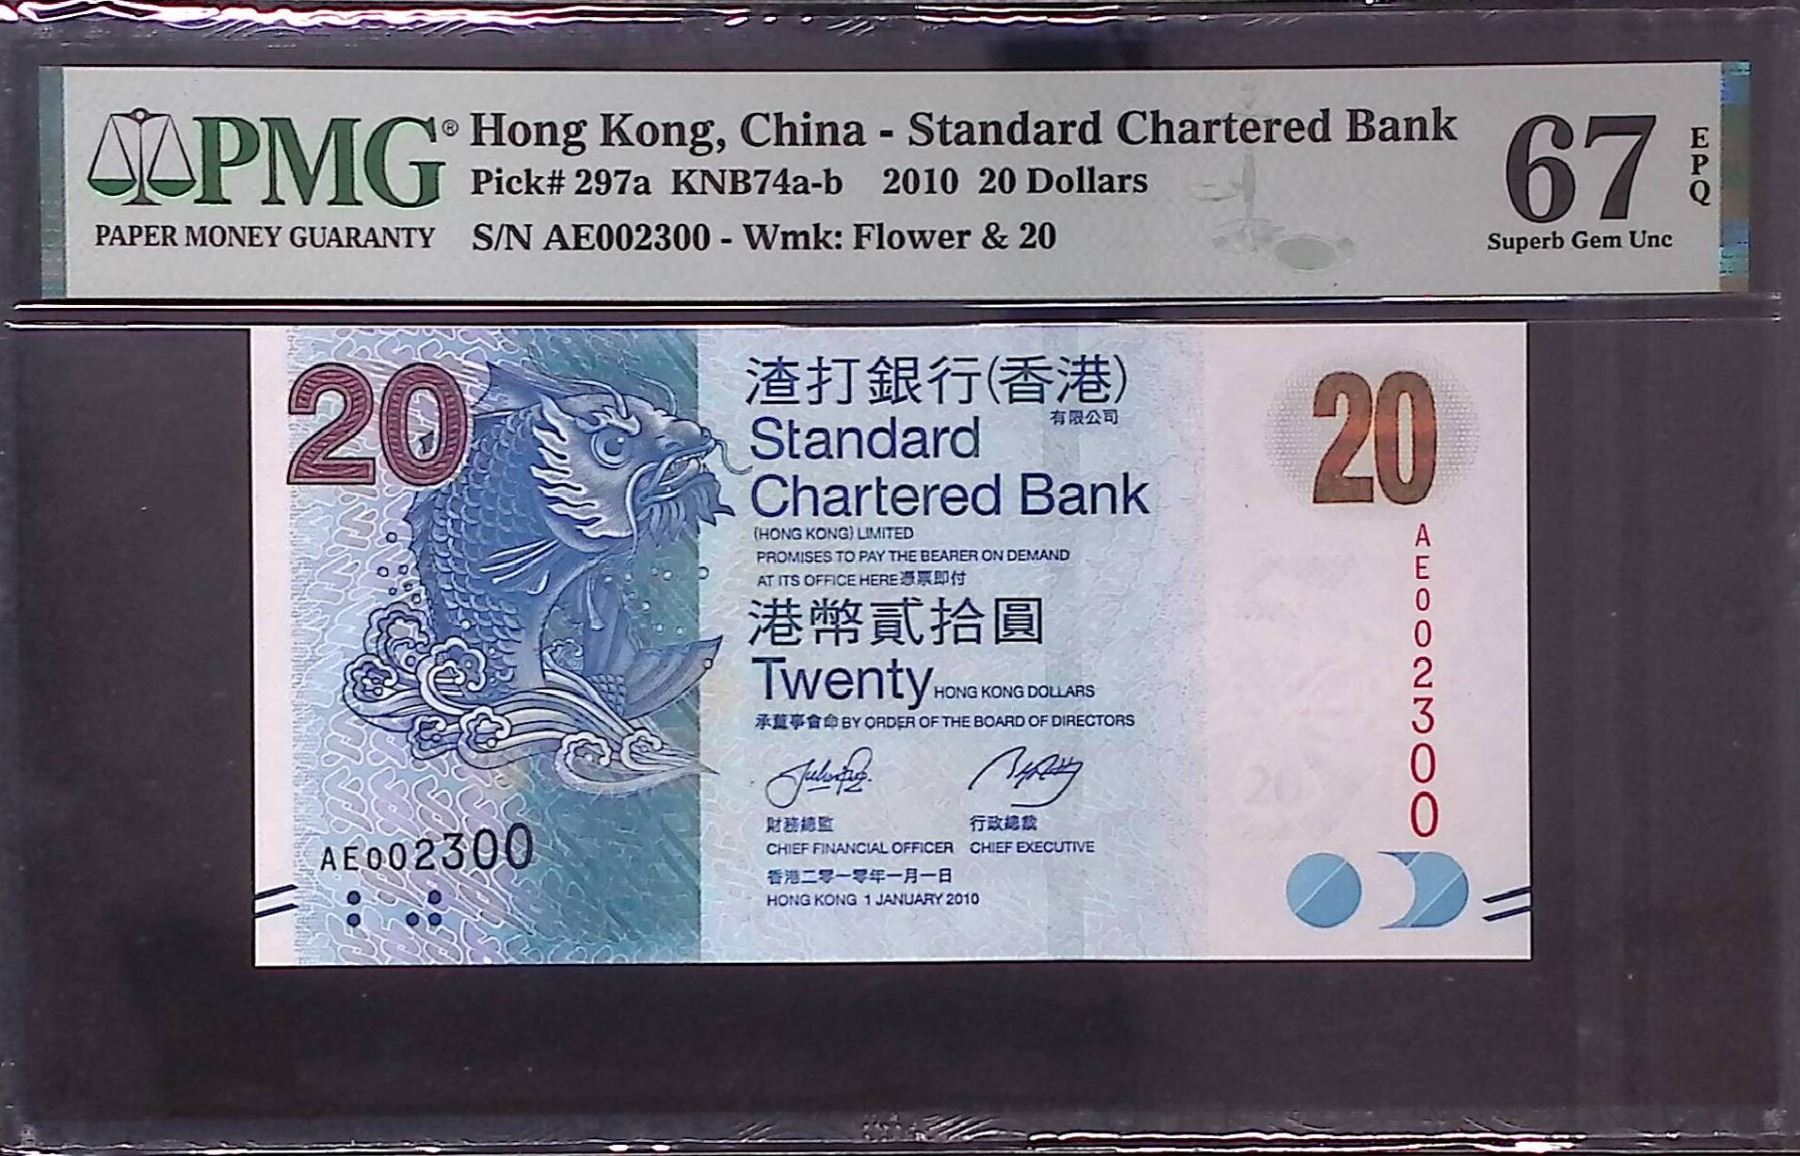 PMG®
PAPER MONEY GUARANTY
Hong Kong, China - Standard Chartered Bank
Pick# 297a KNB74a-b 2010 20 Dollars
S/N AE002300 - Wmk: Flower & 20
67
EPQ
Superb Gem Unc
20
渣打銀行(香港)
有限公司
Standard
Chartered Bank
(HONG KONG) LIMITED
PROMISES TO PAY THE BEARER ON DEMAND
AT ITS OFFICE HERE憑票即付
港幣貳拾圓
Twenty HONG KONG DOLLARS
承董事會命 BY ORDER OF THE BOARD OF DIRECTORS
財務總監 行政總裁
CHIEF FINANCIAL OFFICER CHIEF EXECUTIVE
香港二零一零年一月一日
HONG KONG 1 JANUARY 2010
AE002300
20
AE002300
20